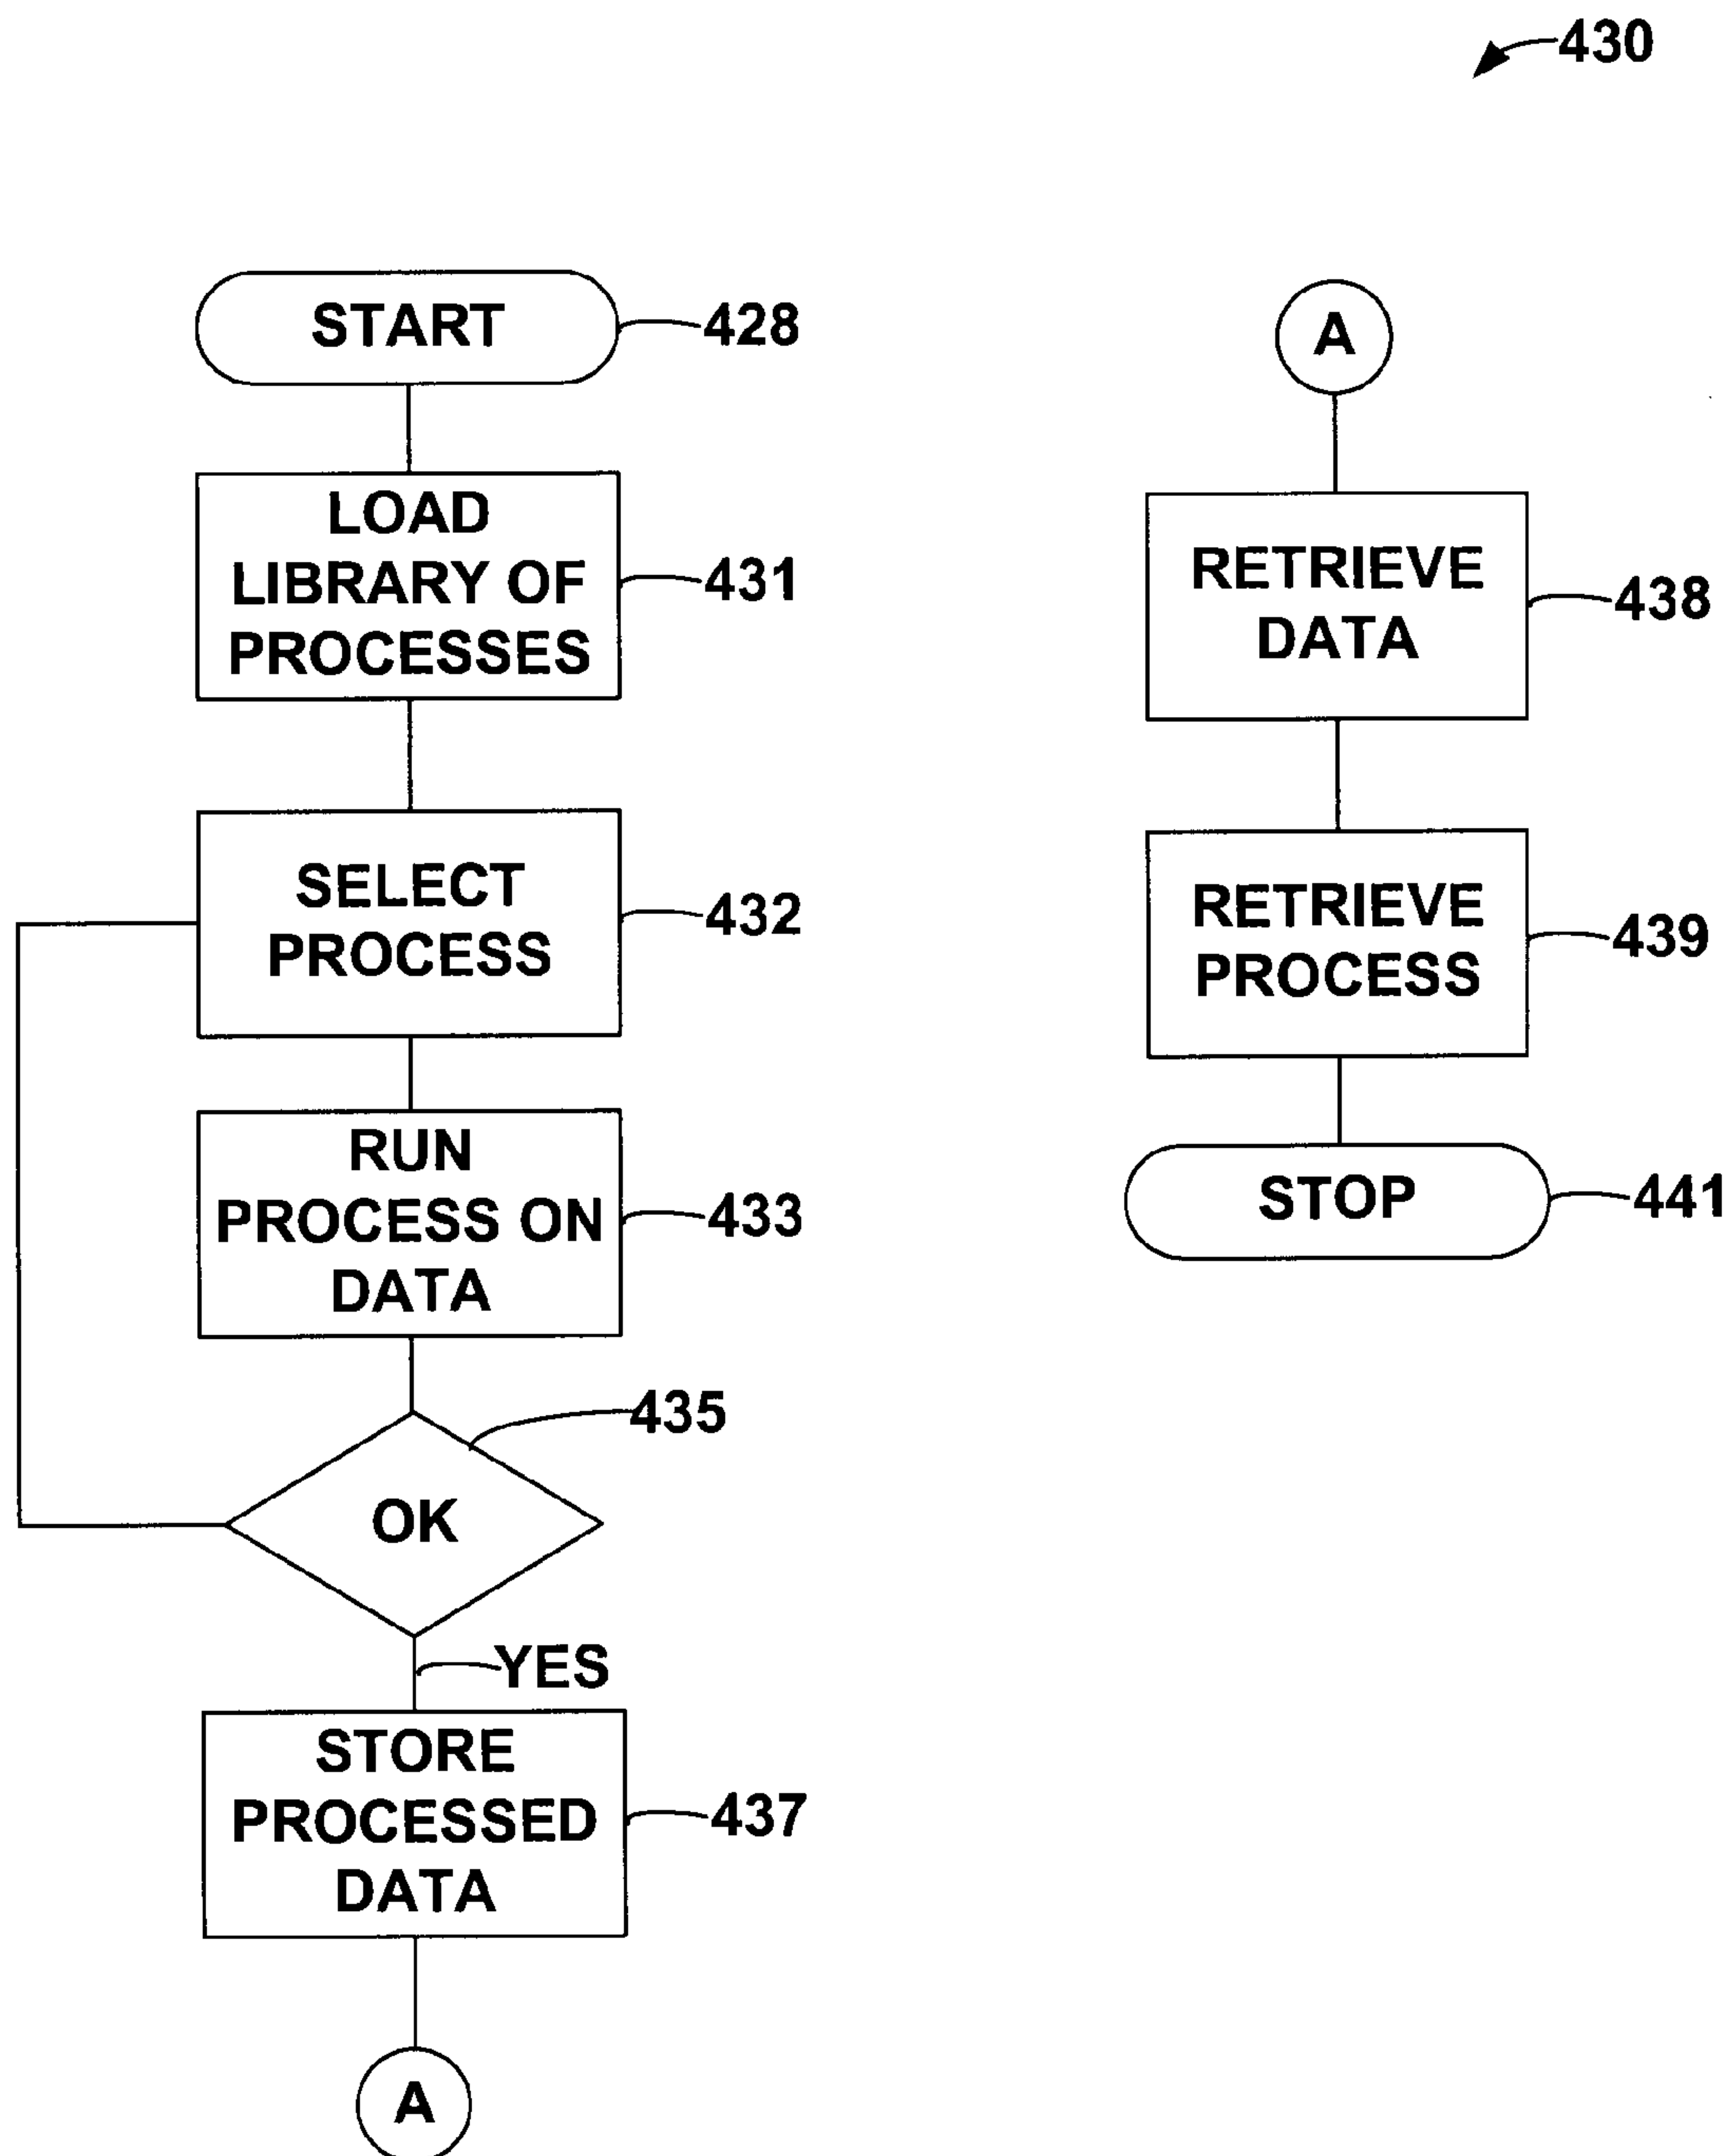 430
START
428
LOAD
LIBRARY OF
PROCESSES
431
SELECT
PROCESS
432
RUN
PROCESS ON
DATA
433
435
OK
YES
STORE
PROCESSED
DATA
437
A
A
RETRIEVE
DATA
438
RETRIEVE
PROCESS
439
STOP
441